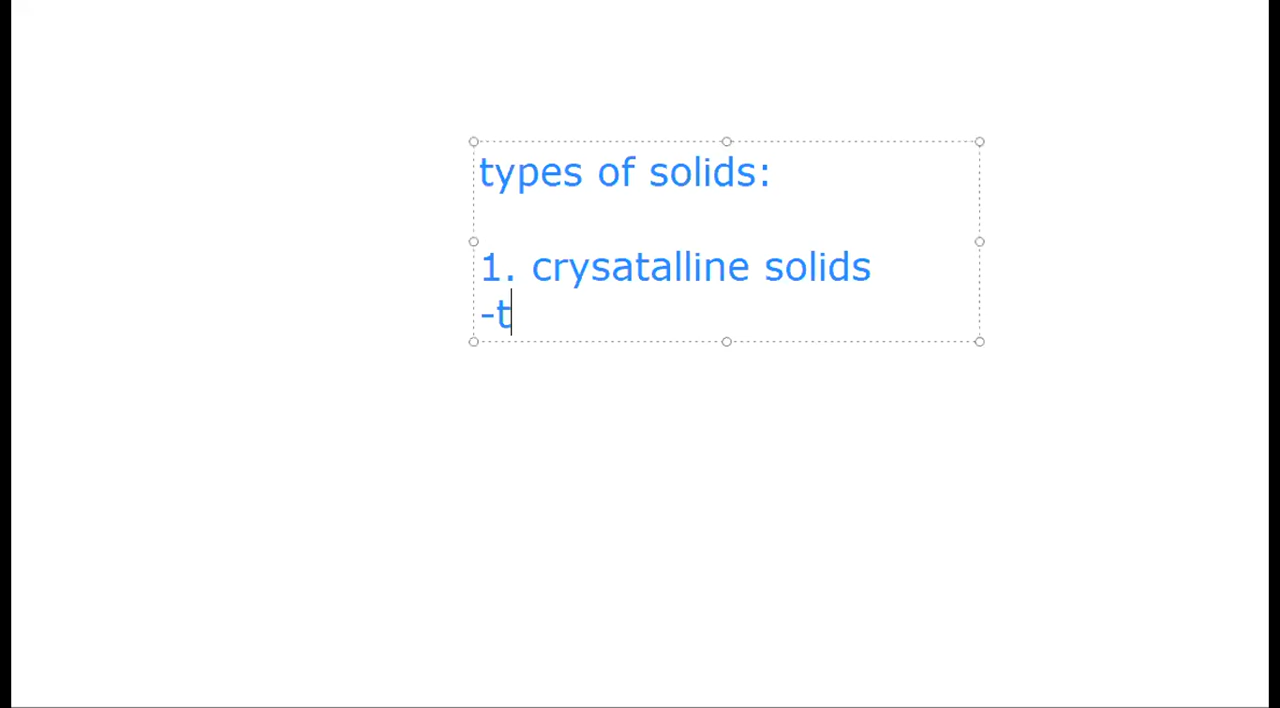 types of solids:
1. crysatalline solids
-t